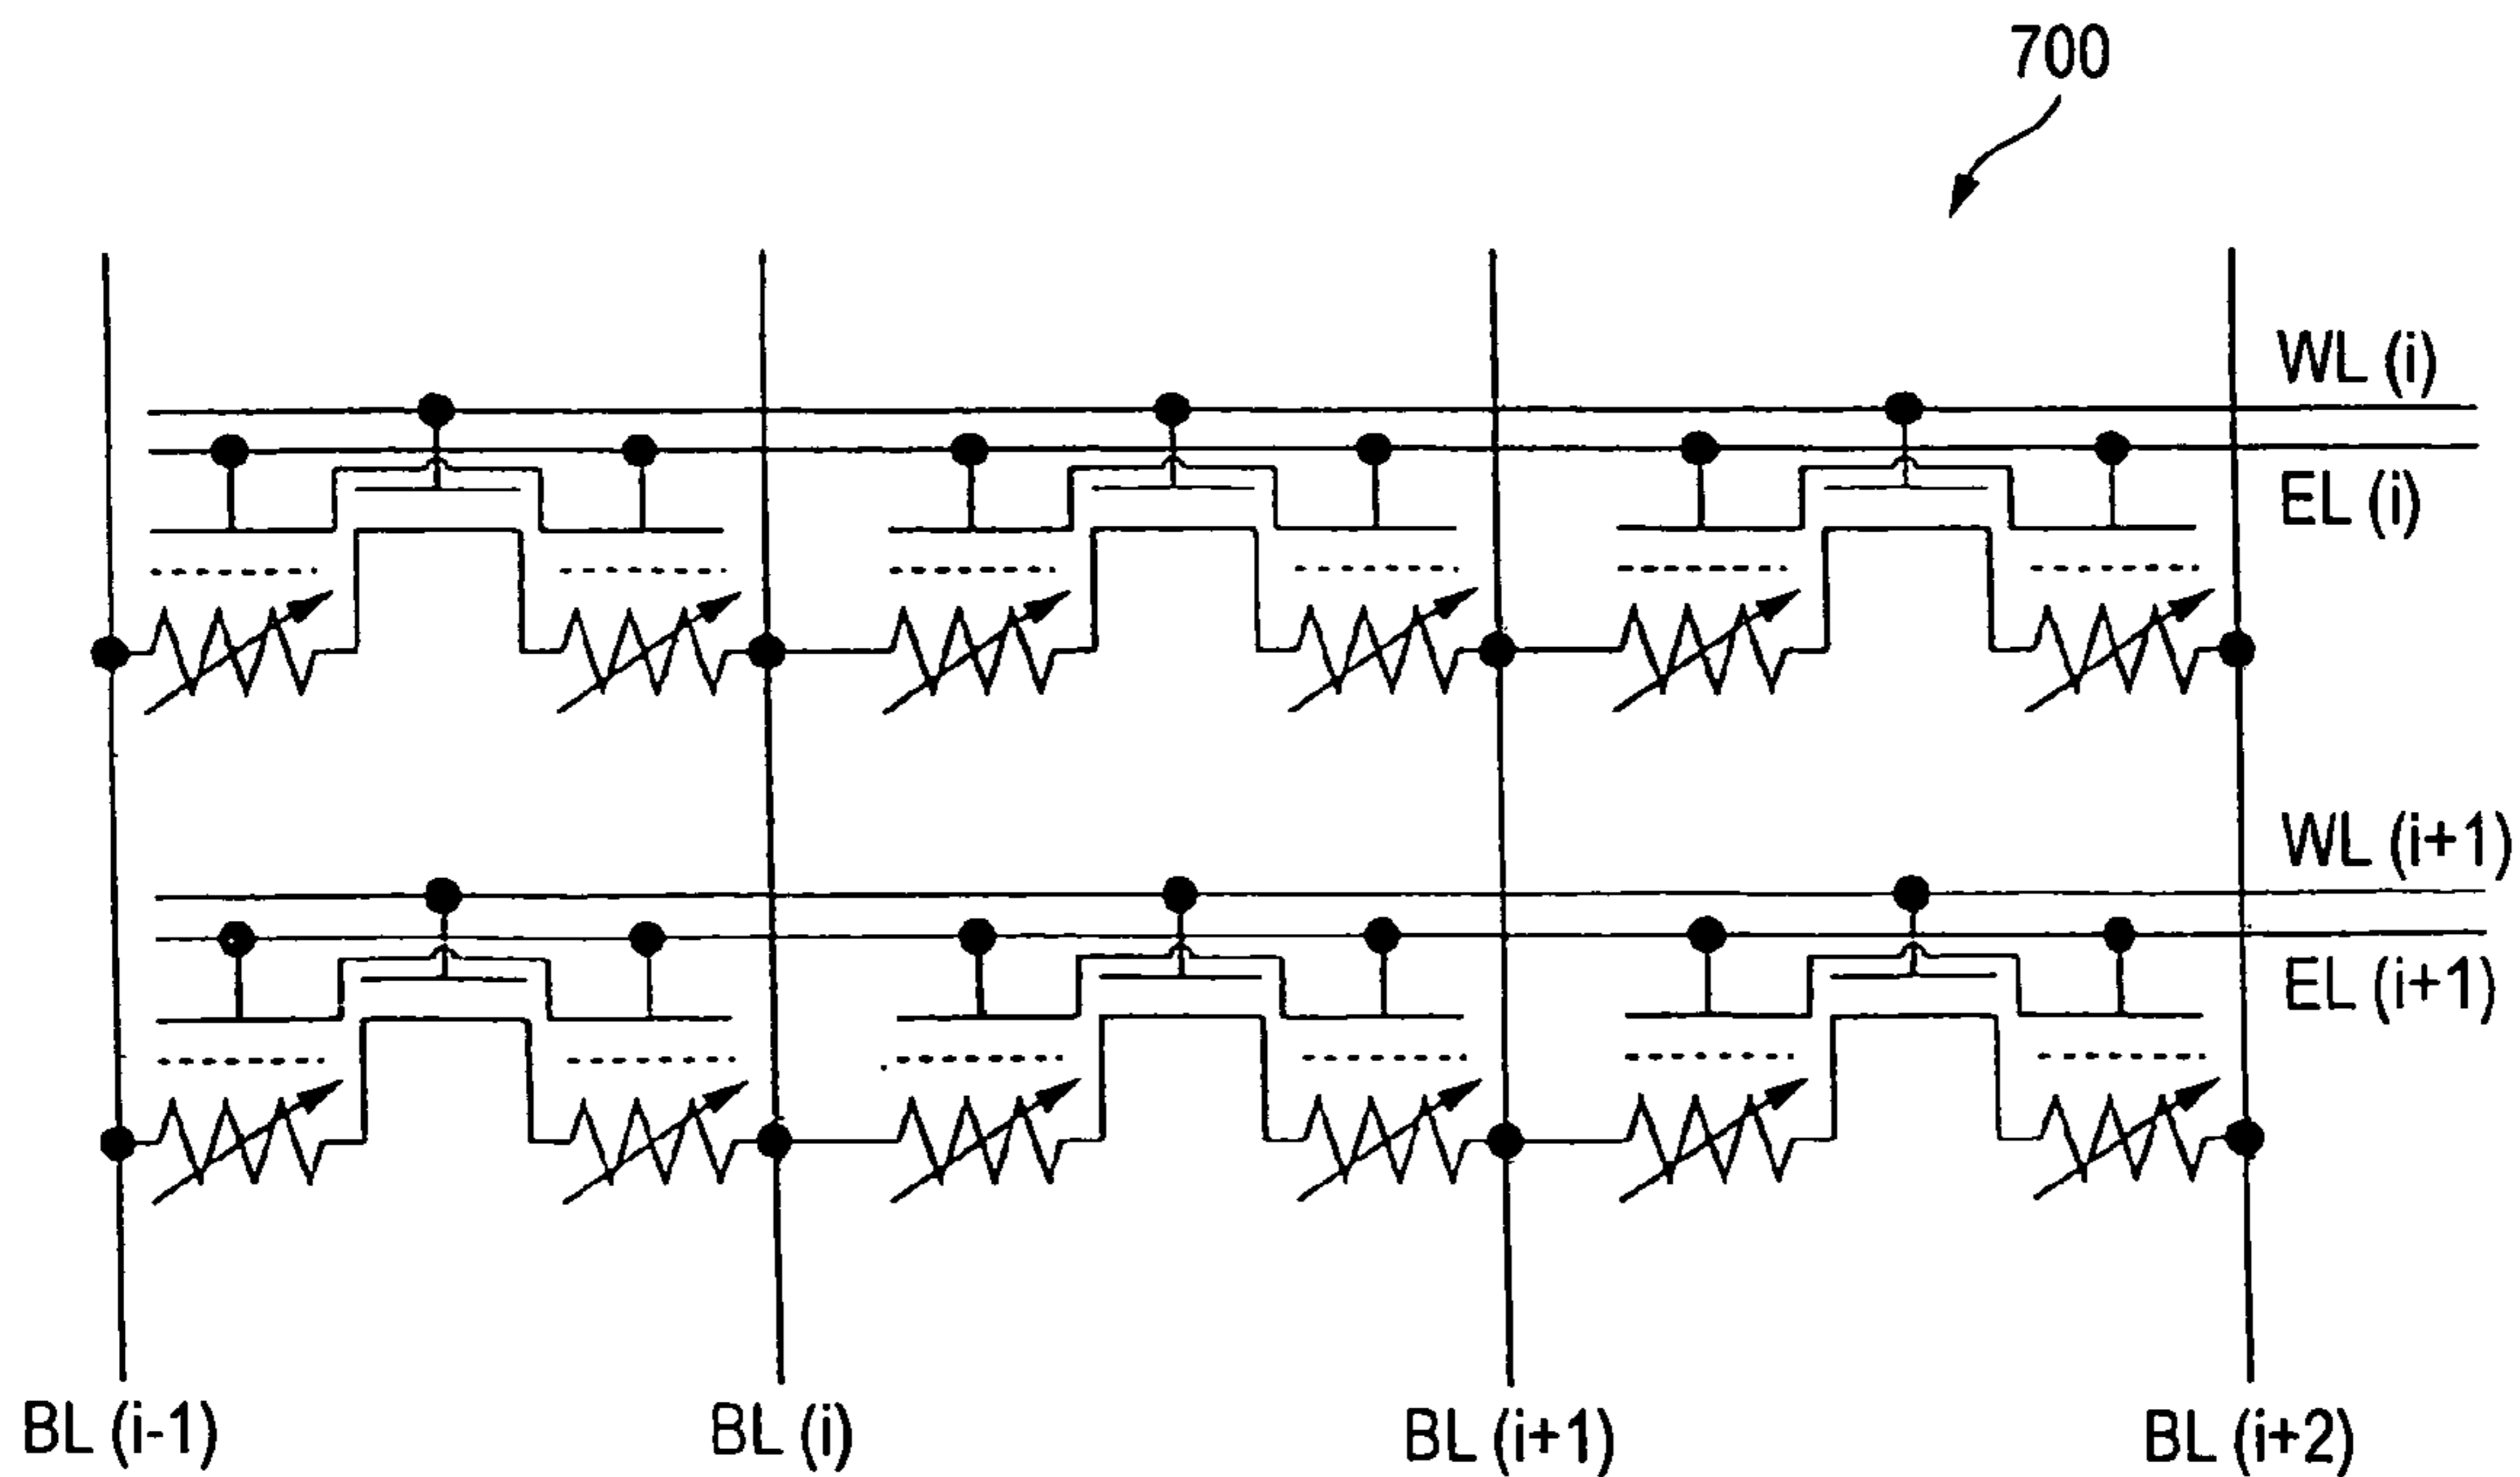 700
WL (i)
EL (i)
WL (i+1)
EL (i+1)
BL (i-1) BL (i) BL (i+1) BL (i+2)